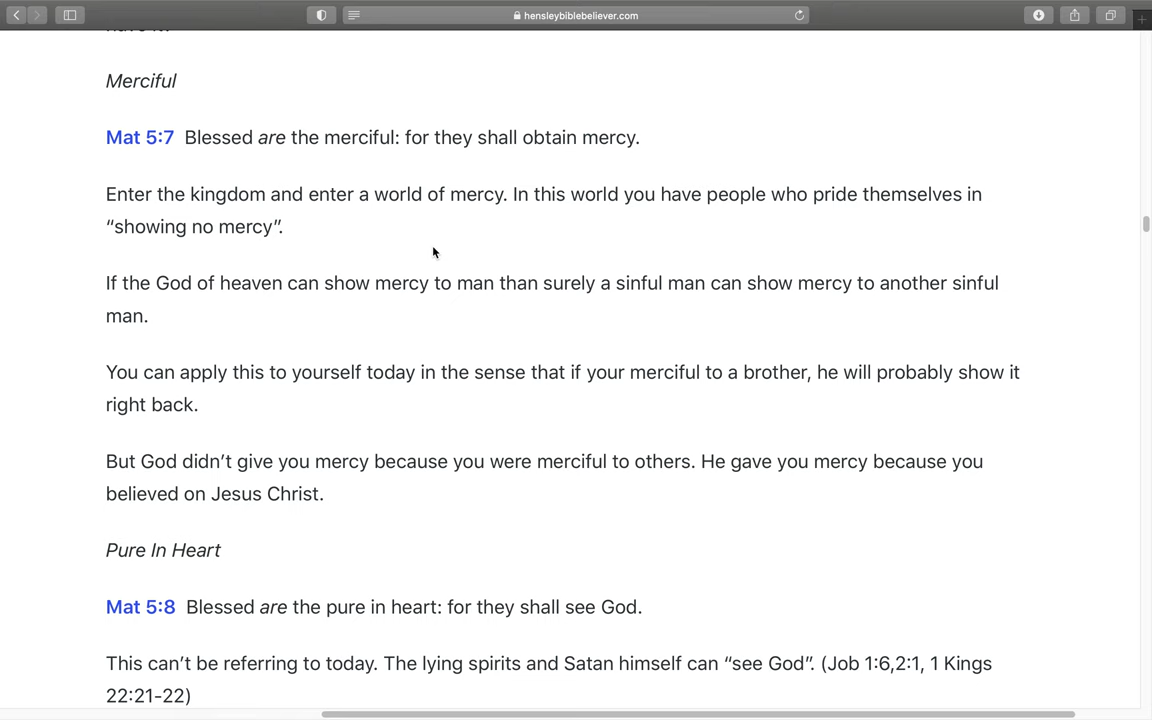 hensleybiblebeliever.com
Merciful
Mat 5:7 Blessed are the merciful: for they shall obtain mercy.
Enter the kingdom and enter a world of mercy. In this world you have people who pride themselves in
“showing no mercy”.
If the God of heaven can show mercy to man than surely a sinful man can show mercy to another sinful
man.
You can apply this to yourself today in the sense that if your merciful to a brother, he will probably show it
right back.
But God didn’t give you mercy because you were merciful to others. He gave you mercy because you
believed on Jesus Christ.
Pure In Heart
Mat 5:8 Blessed are the pure in heart: for they shall see God.
This can’t be referring to today. The lying spirits and Satan himself can “see God”. (Job 1:6,2:1, 1 Kings
22:21-22)